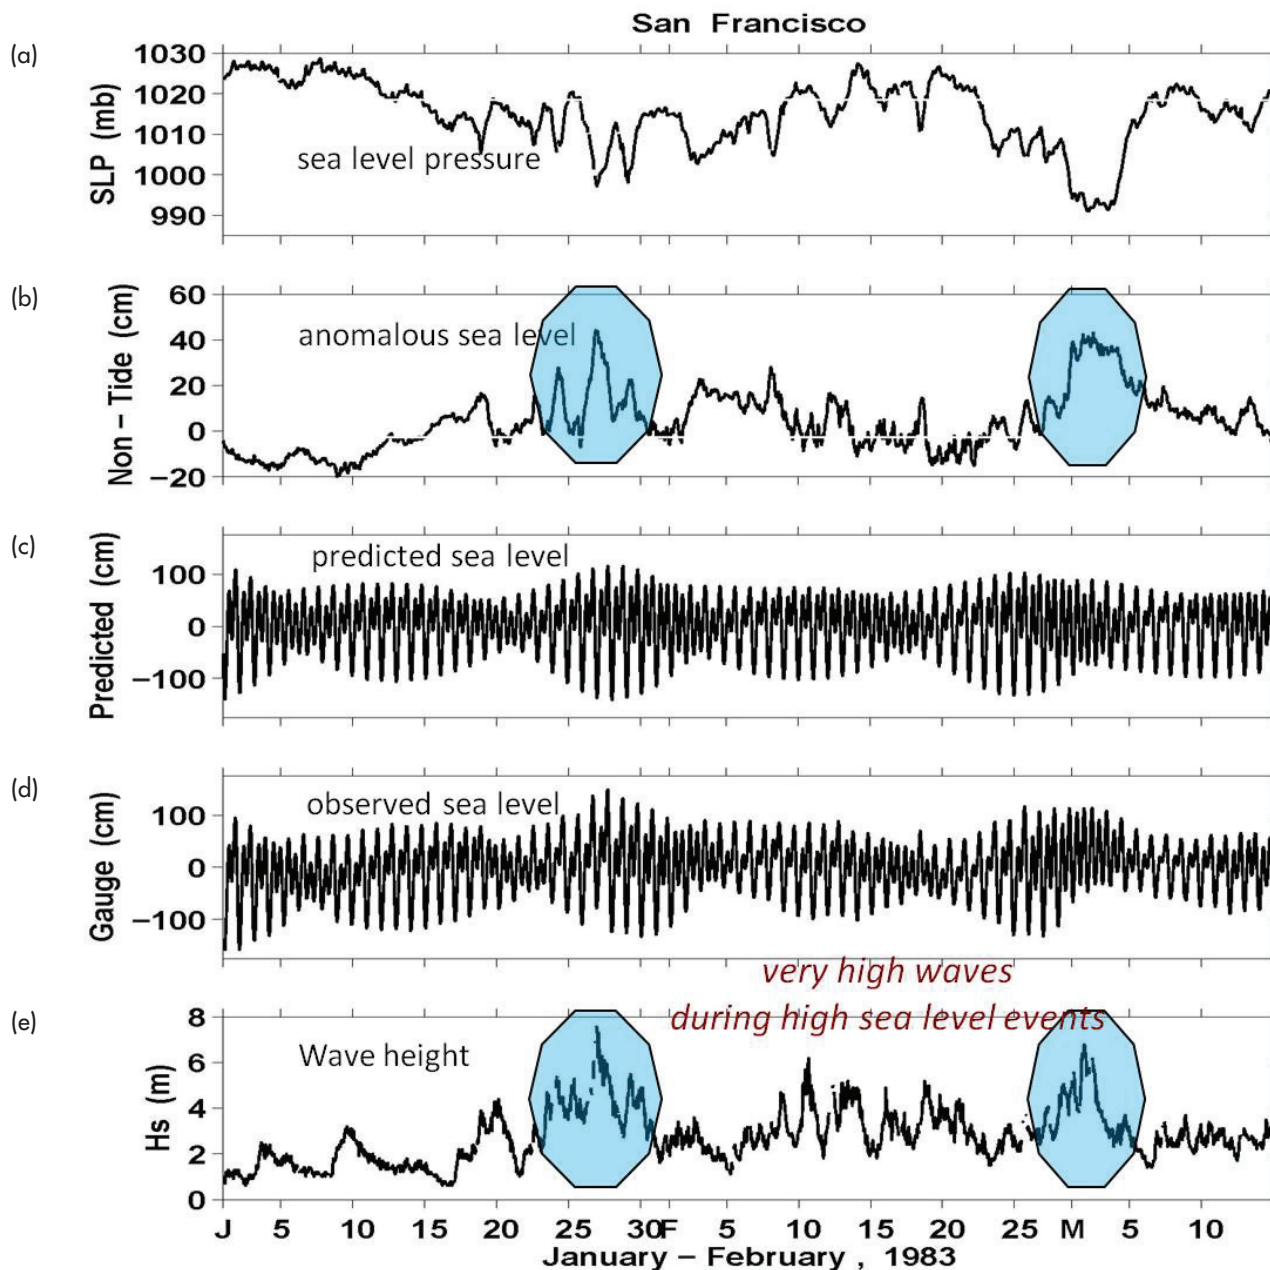 San Francisco
(a)
SLP (mb)
1030
1020
1010
1000
990
sea level pressure
(b)
Non – Tide (cm)
60
40
20
0
−20
anomalous sea level
(c)
Predicted (cm)
100
0
−100
predicted sea level
(d)
Gauge (cm)
100
0
−100
observed sea level
very high waves
during high sea level events
(e)
Hs (m)
8
6
4
2
0
Wave height
J 5 10 15 20 25 30 F 5 10 15 20 25 M 5 10
January – February , 1983